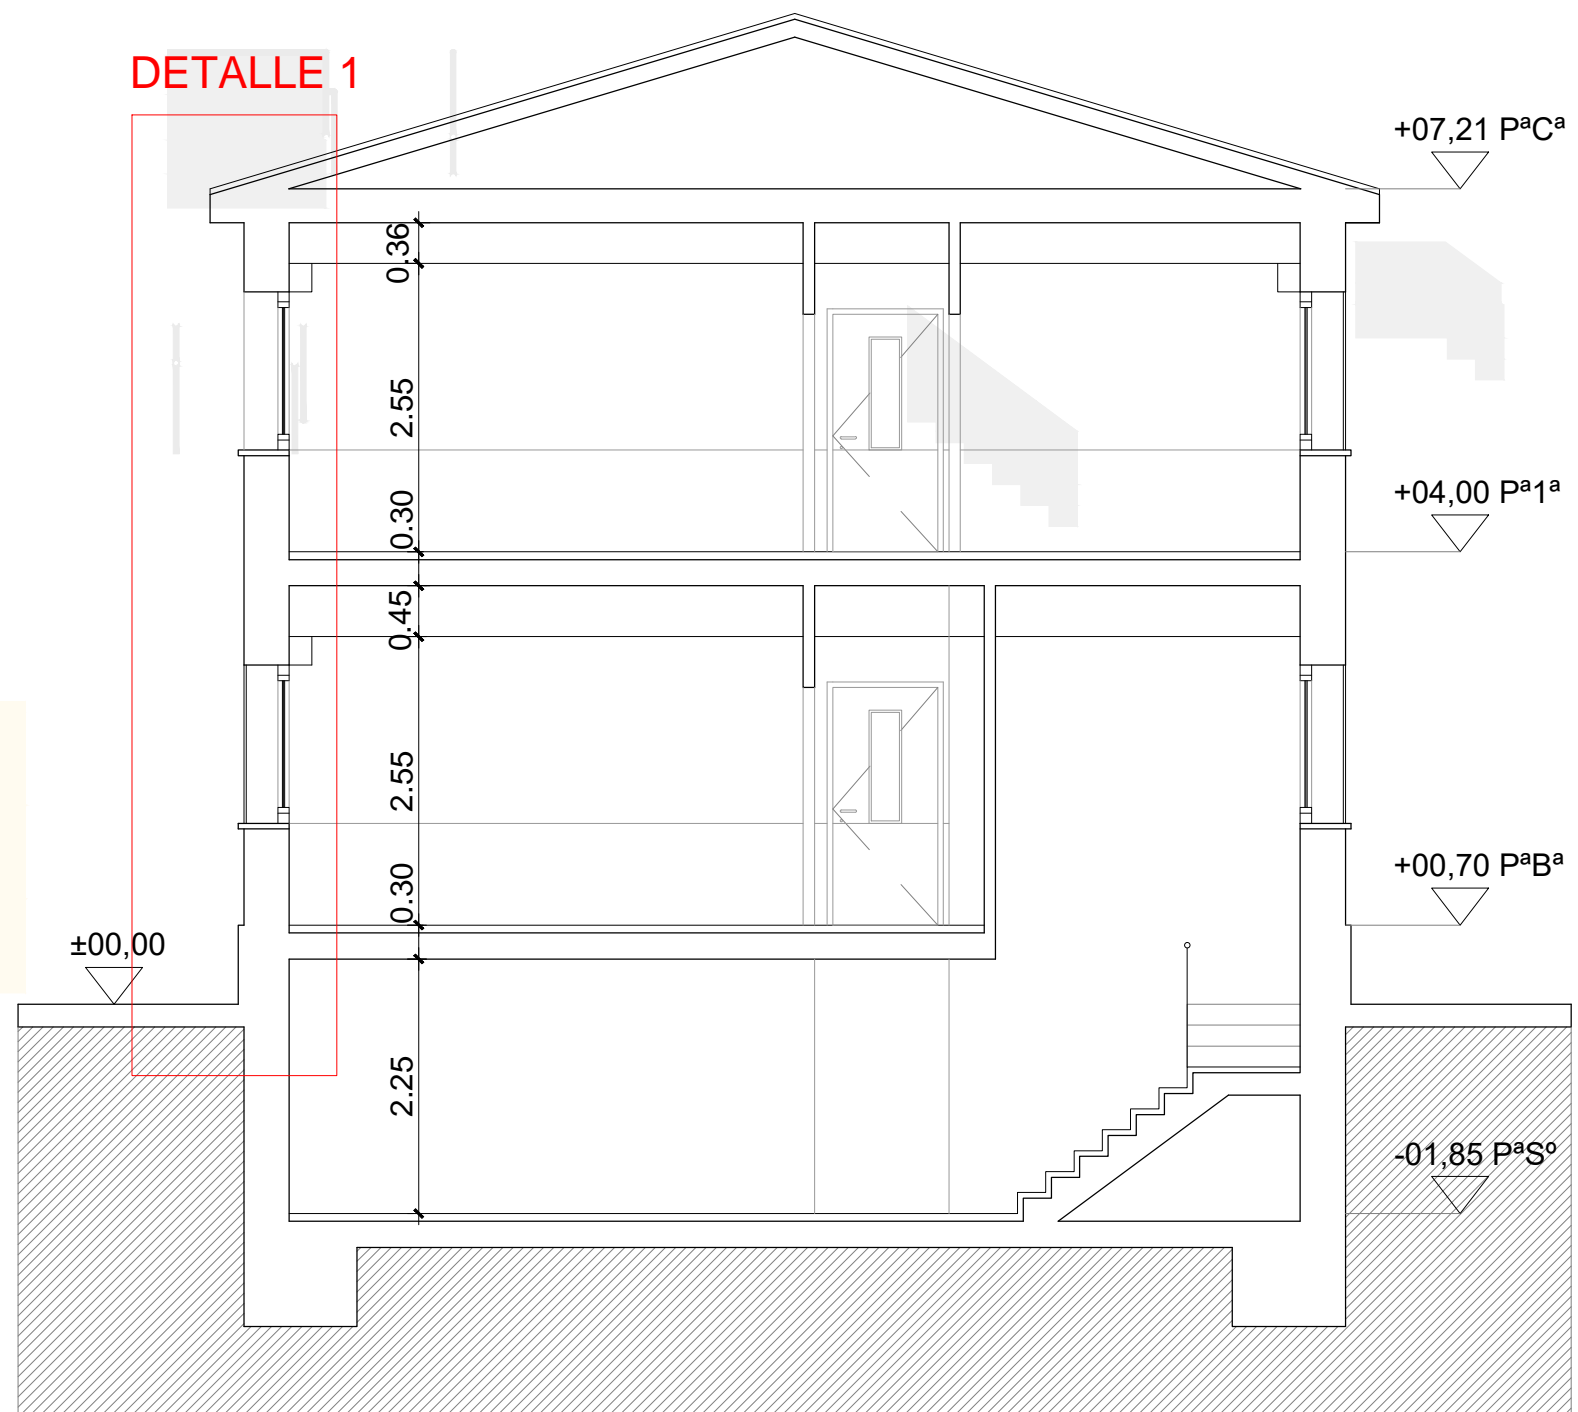 DETALLE 1
+07,21 PªCª
0.36
2.55
+04,00 Pª1ª
0.30
0.45
2.55
+00,70 PªBª
0.30
±00,00
2.25
-01,85 PªSº